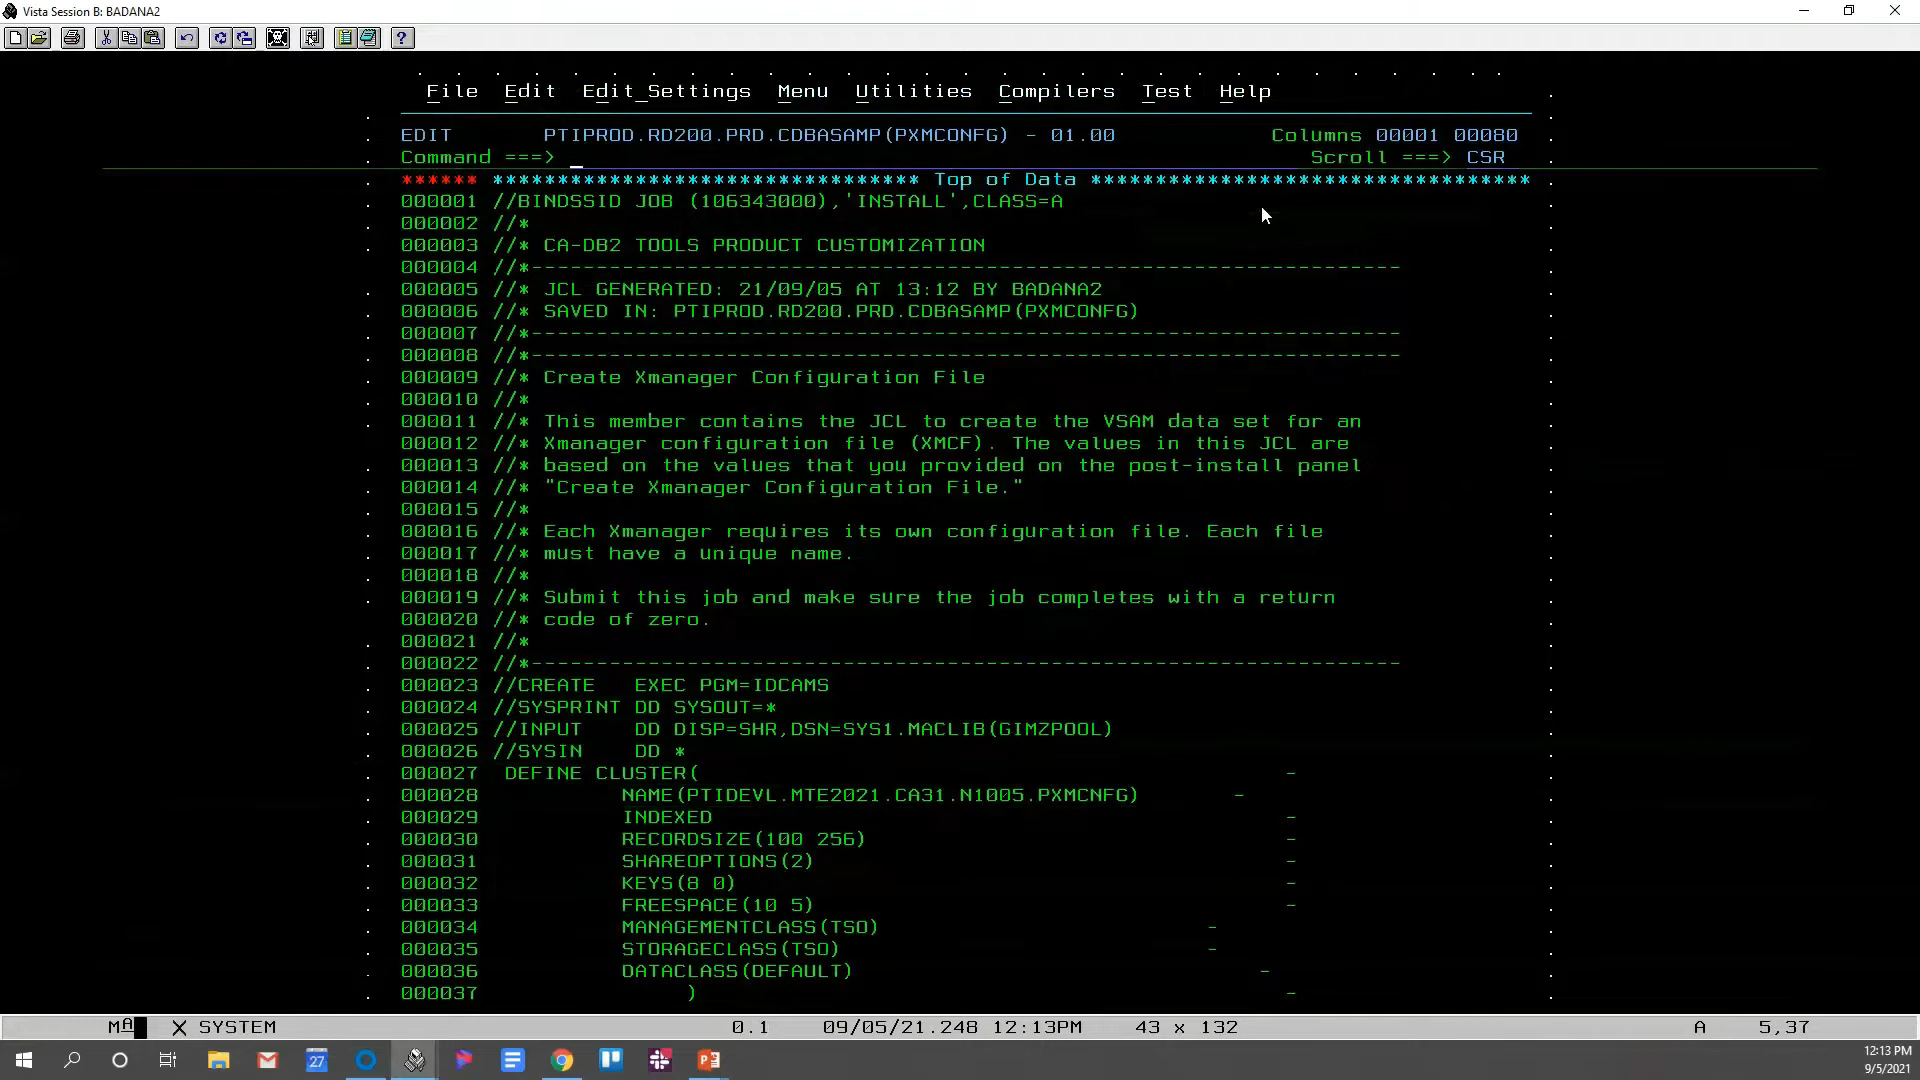 Vista Session B: BADANA2
File Edit Edit_Settings Menu Utilities Compilers Test Help
EDIT PTIPROD.RD200.PRD.CDBASAMP(PXMCONFG) - 01.00 Columns 00001 00080
Command ===> _ Scroll ===> CSR
****** ********************************* Top of Data **********************************
000001 //BINDSSID JOB (106343000),'INSTALL',CLASS=A
000002 //*
000003 //* CA-DB2 TOOLS PRODUCT CUSTOMIZATION
000004 //*-------------------------------------------------------------------
000005 //* JCL GENERATED: 21/09/05 AT 13:12 BY BADANA2
000006 //* SAVED IN: PTIPROD.RD200.PRD.CDBASAMP(PXMCONFG)
000007 //*-------------------------------------------------------------------
000008 //*-------------------------------------------------------------------
000009 //* Create Xmanager Configuration File
000010 //*
000011 //* This member contains the JCL to create the VSAM data set for an
000012 //* Xmanager configuration file (XMCF). The values in this JCL are
000013 //* based on the values that you provided on the post-install panel
000014 //* "Create Xmanager Configuration File."
000015 //*
000016 //* Each Xmanager requires its own configuration file. Each file
000017 //* must have a unique name.
000018 //*
000019 //* Submit this job and make sure the job completes with a return
000020 //* code of zero.
000021 //*
000022 //*-------------------------------------------------------------------
000023 //CREATE EXEC PGM=IDCAMS
000024 //SYSPRINT DD SYSOUT=*
000025 //INPUT DD DISP=SHR,DSN=SYS1.MACLIB(GIMZPOOL)
000026 //SYSIN DD *
000027 DEFINE CLUSTER( -
000028 NAME(PTIDEVL.MTE2021.CA31.N1005.PXMCNFG) -
000029 INDEXED -
000030 RECORDSIZE(100 256) -
000031 SHAREOPTIONS(2) -
000032 KEYS(8 0) -
000033 FREESPACE(10 5) -
000034 MANAGEMENTCLASS(TSO) -
000035 STORAGECLASS(TSO) -
000036 DATACLASS(DEFAULT) -
000037 ) -
MA X SYSTEM 0.1 09/05/21.248 12:13PM 43 x 132 A 5,37
27
12:13 PM
9/5/2021